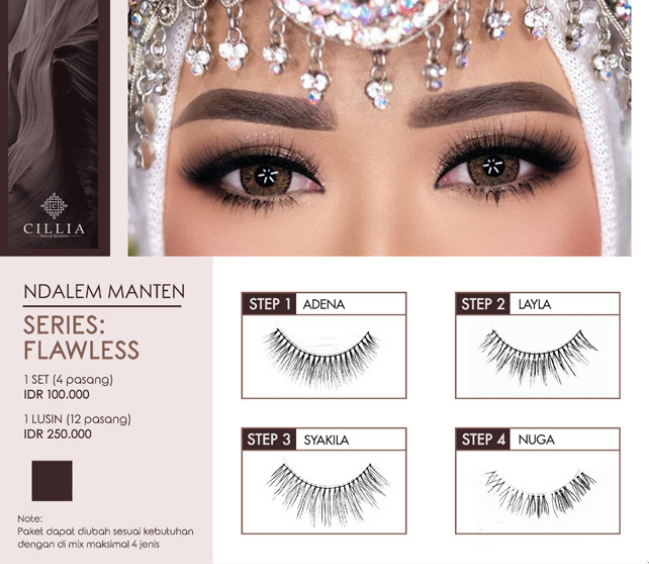 CILLIA
NDALEM MANTEN
SERIES:
FLAWLESS
1 SET (4 pasang)
IDR 100.000
1 LUSIN (12 pasang)
IDR 250.000
Note:
Paket dapat diubah sesuai kebutuhan
dengan di mix maksimal 4 jenis
STEP 1 ADENA
STEP 2 LAYLA
STEP 3 SYAKILA
STEP 4 NUGA